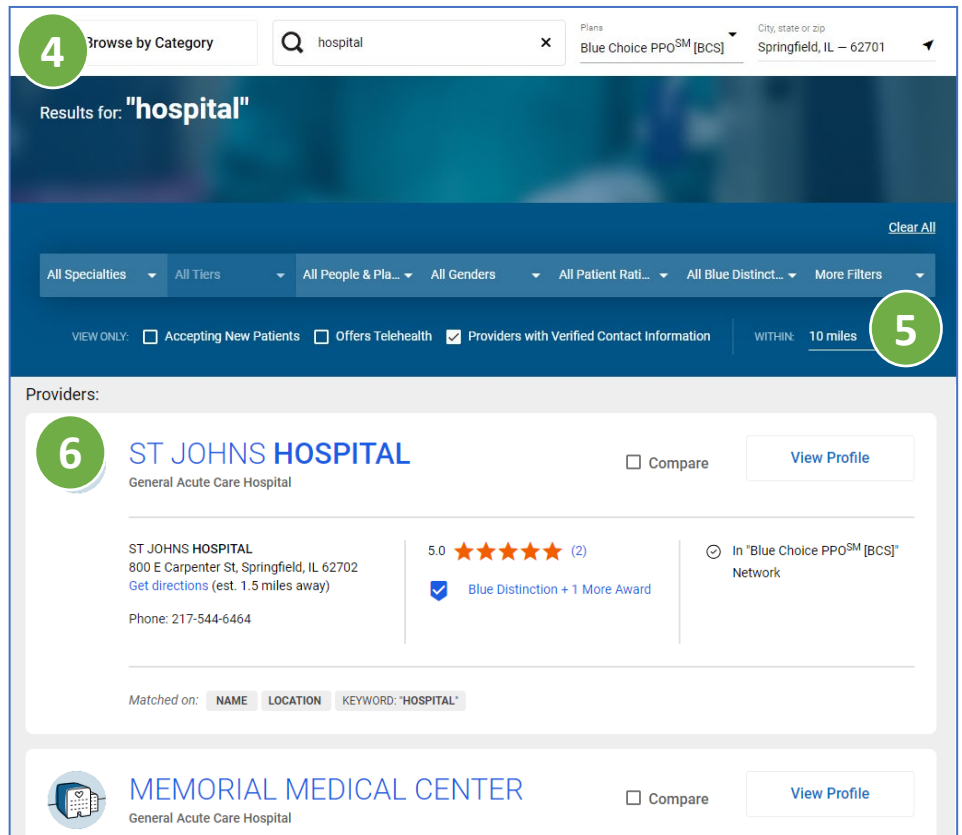 4
Browse by Category
hospital
Plans
Blue Choice PPOSM [BCS]
City, state or zip
Springfield, IL – 62701
Results for: "hospital"
Clear All
All Specialties
All Tiers
All People & Pla...
All Genders
All Patient Rati...
All Blue Distinct...
More Filters
VIEW ONLY:
Accepting New Patients
Offers Telehealth
Providers with Verified Contact Information
WITHIN:
10 miles
5
Providers:
6
ST JOHNS HOSPITAL
General Acute Care Hospital
Compare
View Profile
ST JOHNS HOSPITAL
800 E Carpenter St, Springfield, IL 62702
Get directions (est. 1.5 miles away)
Phone: 217-544-6464
5.0
(2)
Blue Distinction + 1 More Award
In "Blue Choice PPOSM [BCS]"
Network
Matched on: NAME LOCATION KEYWORD: "HOSPITAL"
MEMORIAL MEDICAL CENTER
General Acute Care Hospital
Compare
View Profile